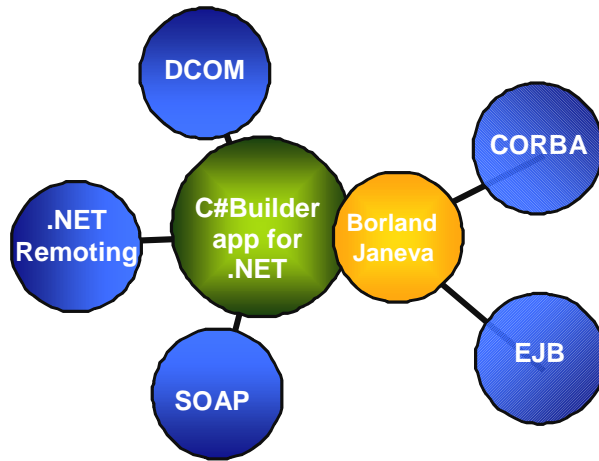 DCOM
CORBA
.NET
Remoting
C#Builder
app for
.NET
Borland
Janeva
EJB
SOAP